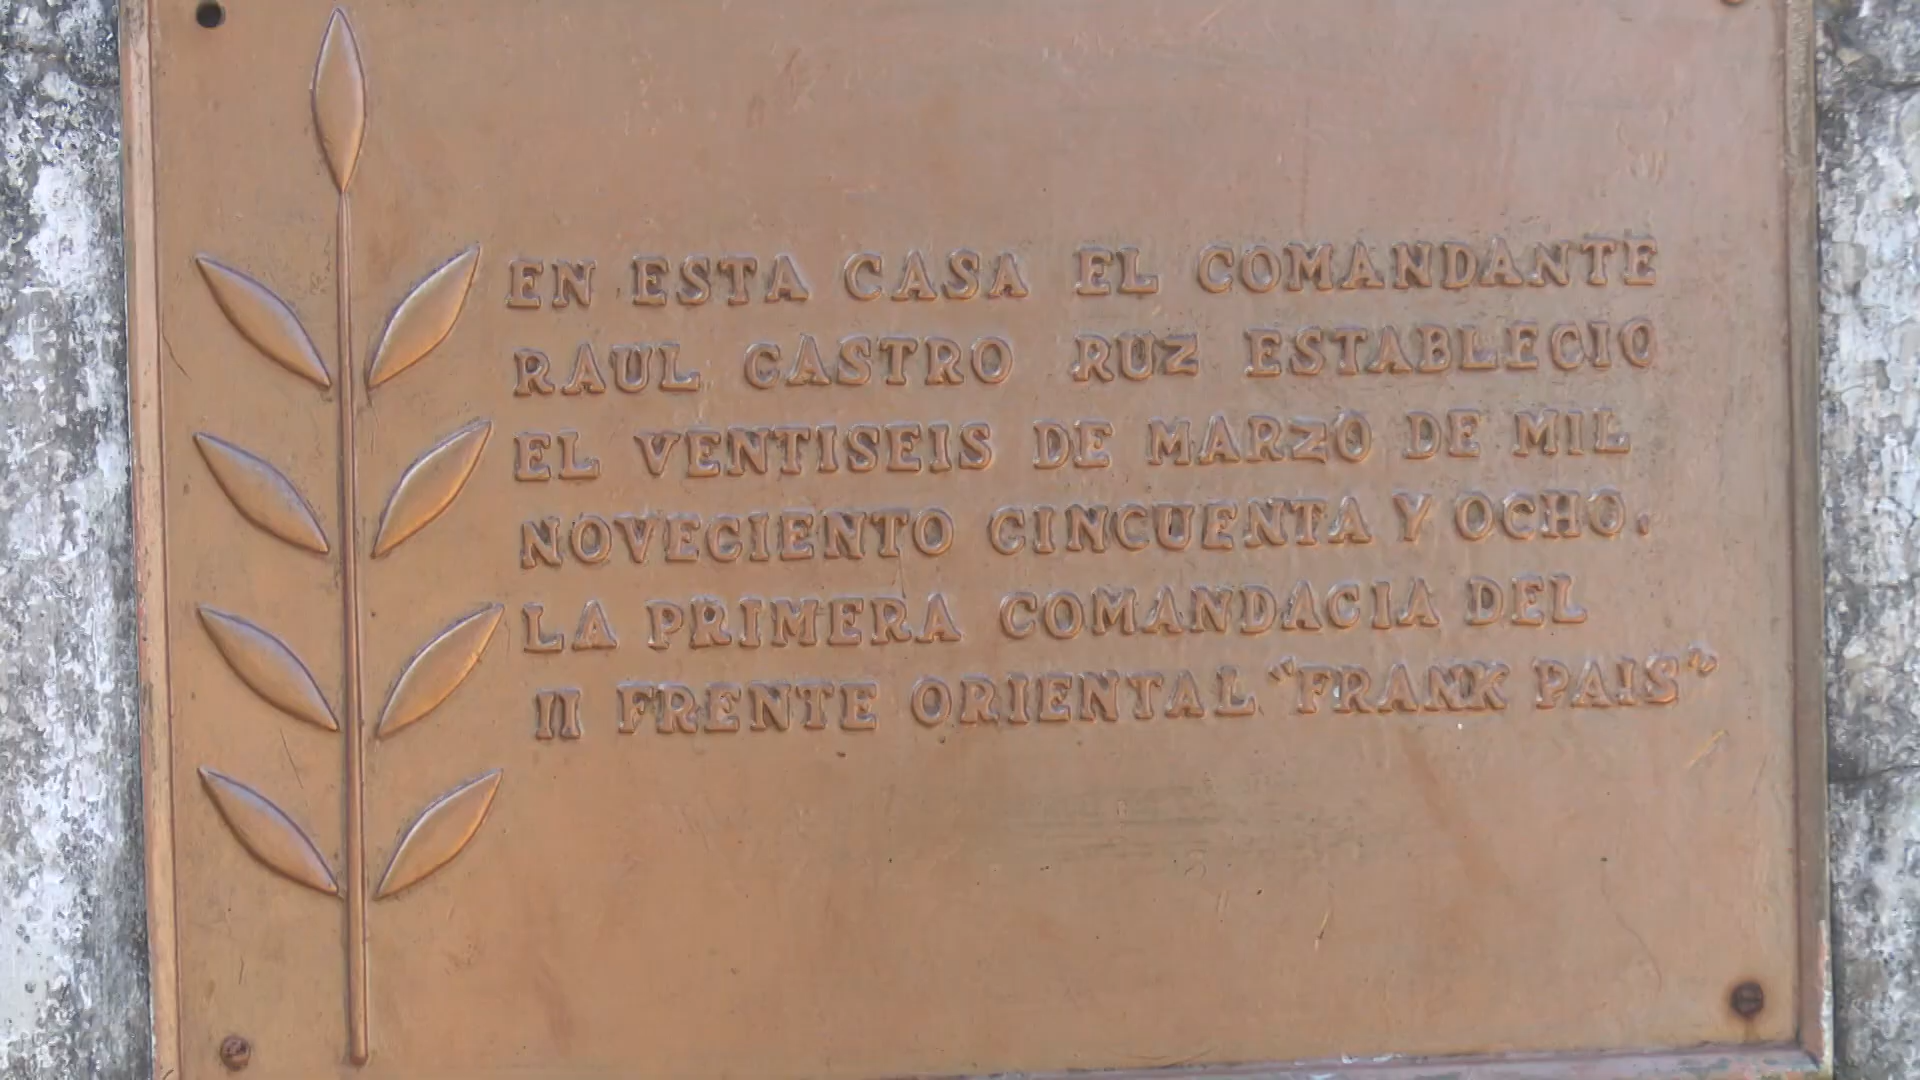 EN ESTA CASA EL COMANDANTE
RAUL CASTRO RUZ ESTABLECIO
EL VENTISEIS DE MARZO DE MIL
NOVECIENTO CINCUENTA Y OCHO.
LA PRIMERA COMANDACIA DEL
II FRENTE ORIENTAL "FRANK PAIS"